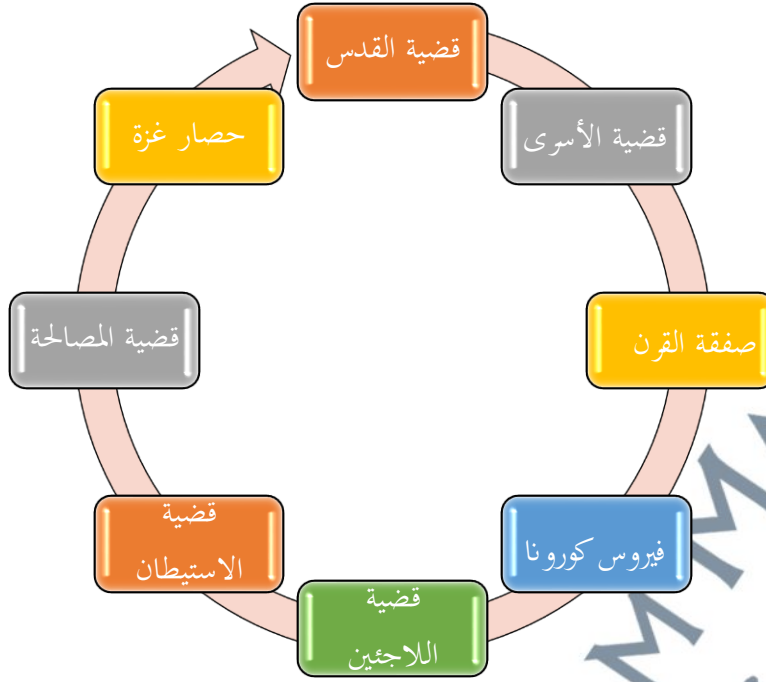 قضية القدس
قضية الأسرى
صفقة القرن
فيروس كورونا
قضية
اللاجئين
قضية
الاستيطان
قضية المصالحة
حصار غزة